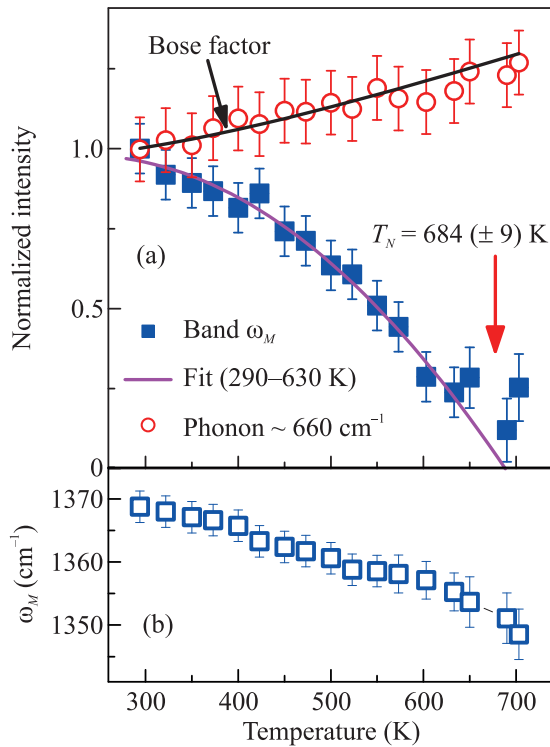 Normalized intensity
1.0
0.5
0
Bose factor
(a)
T_N = 684 (± 9) K
Band ω_M
Fit (290–630 K)
Phonon ~ 660 cm⁻¹
ω_M (cm⁻¹)
1370
1360
1350
(b)
300 400 500 600 700
Temperature (K)